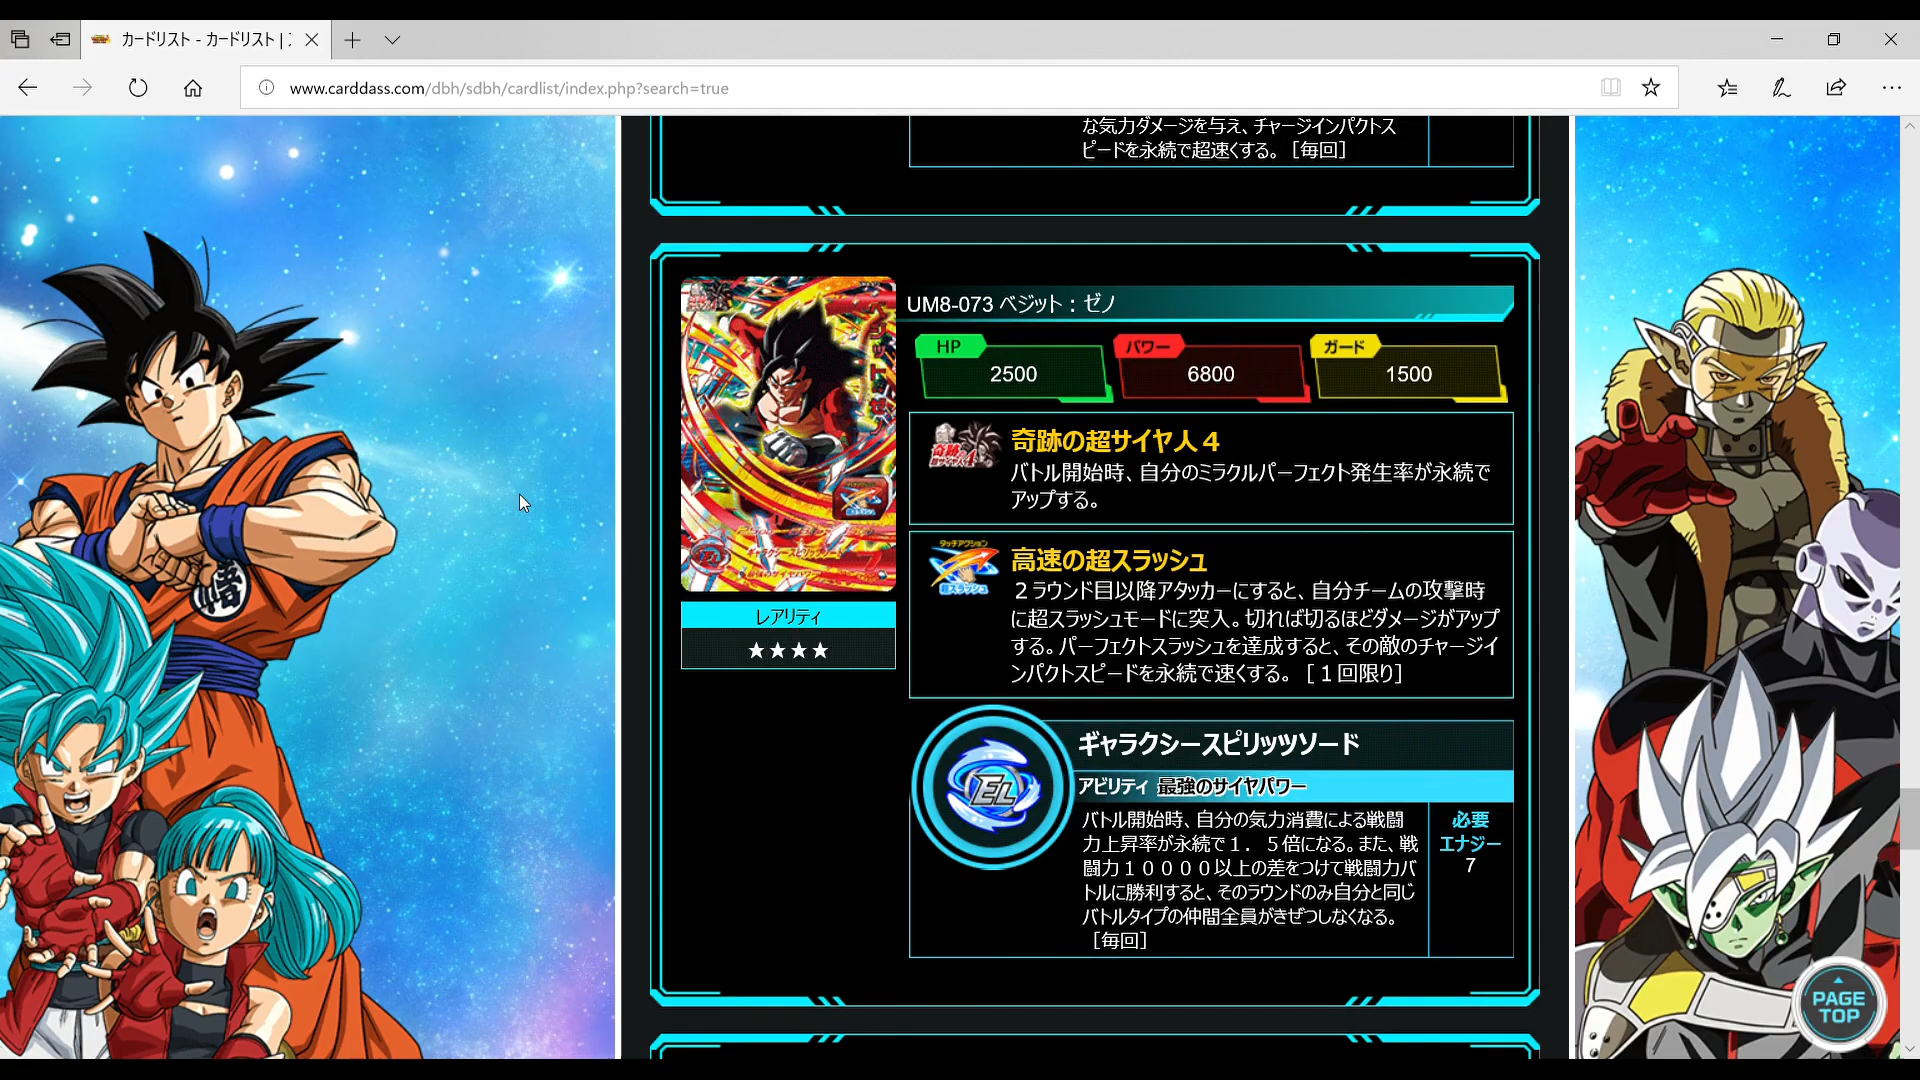 カードリスト - カードリスト |
www.carddass.com/dbh/sdbh/cardlist/index.php?search=true
な気力ダメージを与え、チャージインパクトス
ピードを永続で超速くする。［毎回］
UM8-073 ベジット：ゼノ
HP
2500
パワー
6800
ガード
1500
奇跡の超サイヤ人４
バトル開始時、自分のミラクルパーフェクト発生率が永続で
アップする。
タッチアクション
超スラッシュ
高速の超スラッシュ
２ラウンド目以降アタッカーにすると、自分チームの攻撃時
に超スラッシュモードに突入。切れば切るほどダメージがアップ
する。パーフェクトスラッシュを達成すると、その敵のチャージイ
ンパクトスピードを永続で速くする。［１回限り］
レアリティ
★★★★
EL
ギャラクシースピリッツソード
アビリティ 最強のサイヤパワー
バトル開始時、自分の気力消費による戦闘
力上昇率が永続で１．５倍になる。また、戦
闘力１００００以上の差をつけて戦闘力バ
トルに勝利すると、そのラウンドのみ自分と同じ
バトルタイプの仲間全員がきぜつしなくなる。
［毎回］
必要
エナジー
7
悟
PAGE
TOP